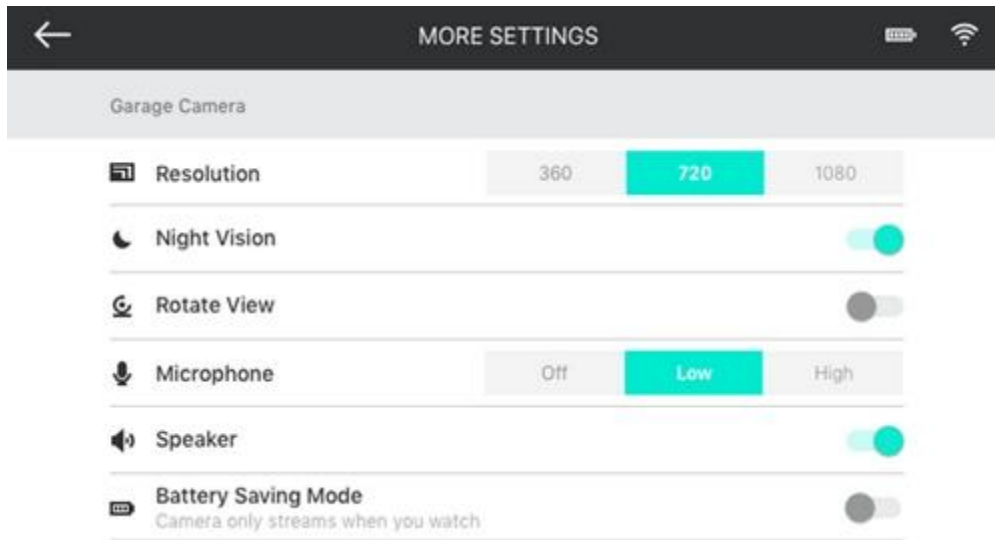 MORE SETTINGS
Garage Camera
Resolution 360 720 1080
Night Vision
Rotate View
Microphone Off Low High
Speaker
Battery Saving Mode
Camera only streams when you watch